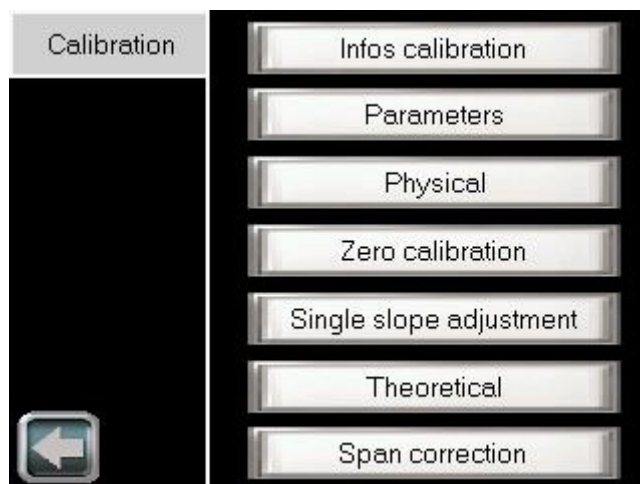 Calibration
Infos calibration
Parameters
Physical
Zero calibration
Single slope adjustment
Theoretical
Span correction